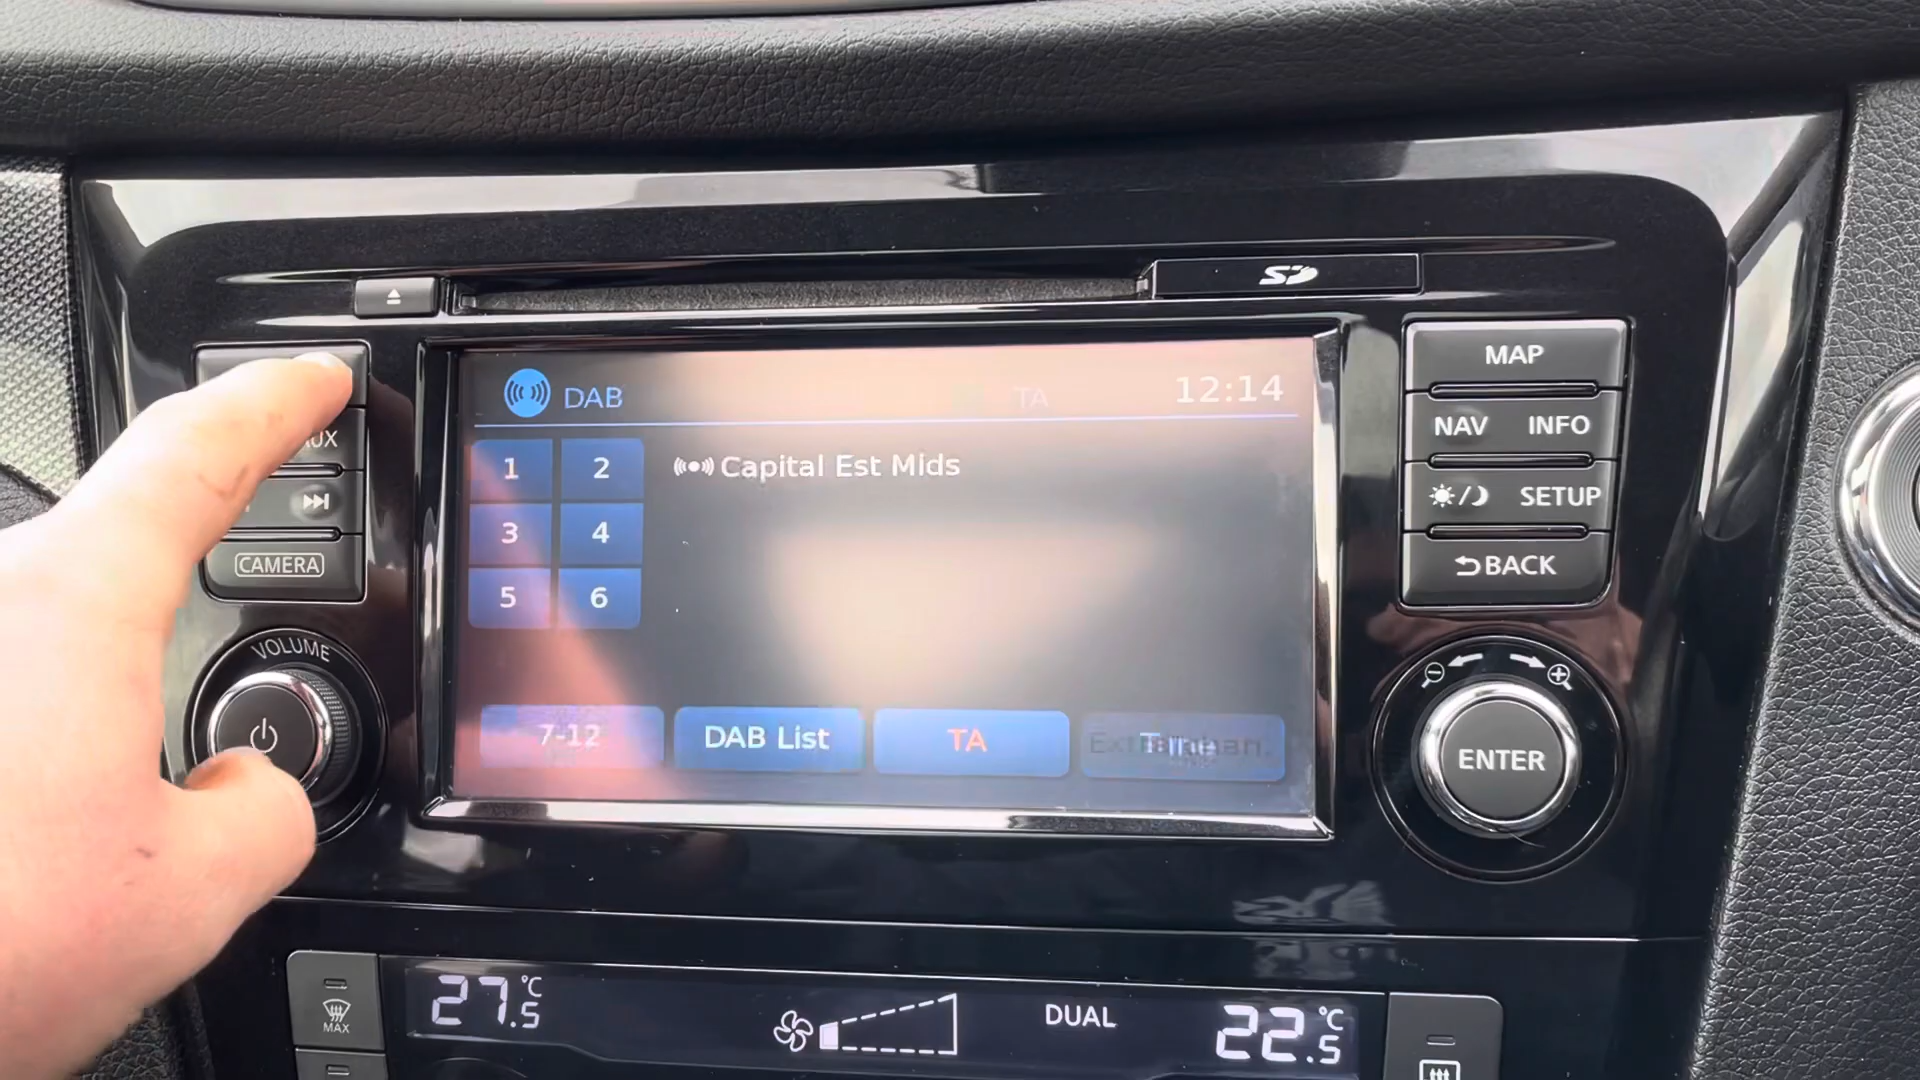 SD
MAP
NAV INFO
SETUP
BACK
ENTER
AUX
CAMERA
VOLUME
DAB TA 12:14
1 2 Capital Est Mids
3 4
5 6
7-12 DAB List TA
MAX
27.5 °C DUAL 22.5 °C